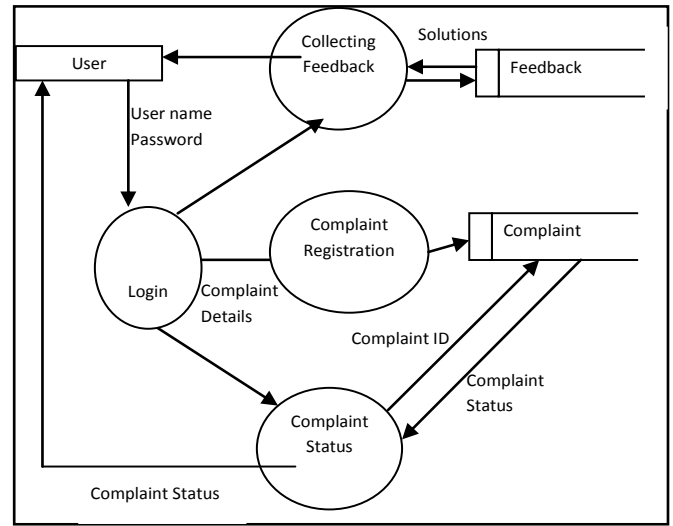 Collecting
Feedback
Solutions
User
Feedback
User name
Password
Complaint
Registration
Complaint
Login
Complaint
Details
Complaint ID
Complaint
Status
Complaint
Status
Complaint Status